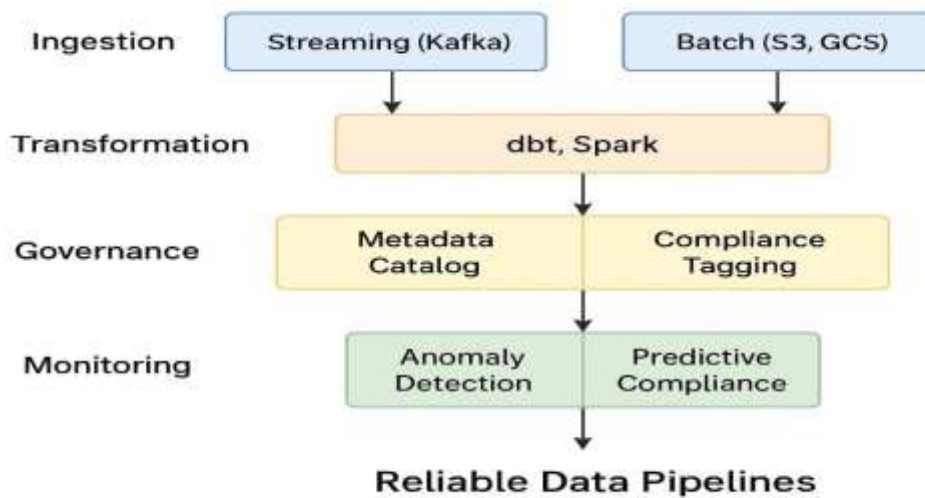 Ingestion
Streaming (Kafka)
Batch (S3, GCS)
Transformation
dbt, Spark
Governance
Metadata
Catalog
Compliance
Tagging
Monitoring
Anomaly
Detection
Predictive
Compliance
Reliable Data Pipelines